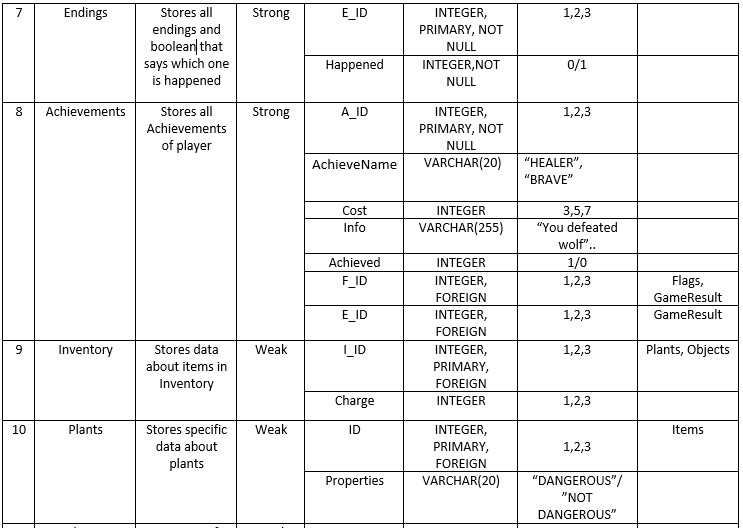 7 Endings Stores all Strong E_ID INTEGER, 1,2,3
endings and PRIMARY, NOT
boolean that NULL
says which one Happened INTEGER,NOT 0/1
is happened NULL
8 Achievements Stores all Strong A_ID INTEGER, 1,2,3
Achievements PRIMARY, NOT
of player NULL
AchieveName VARCHAR(20) “HEALER”,
“BRAVE”
Cost INTEGER 3,5,7
Info VARCHAR(255) “You defeated
wolf”..
Achieved INTEGER 1/0
F_ID INTEGER, 1,2,3 Flags,
FOREIGN GameResult
E_ID INTEGER, 1,2,3 GameResult
FOREIGN
9 Inventory Stores data Weak I_ID INTEGER, 1,2,3 Plants, Objects
about items in PRIMARY,
Inventory FOREIGN
Charge INTEGER 1,2,3
10 Plants Stores specific Weak ID INTEGER, Items
data about PRIMARY, 1,2,3
plants FOREIGN
Properties VARCHAR(20) “DANGEROUS”/
”NOT
DANGEROUS”